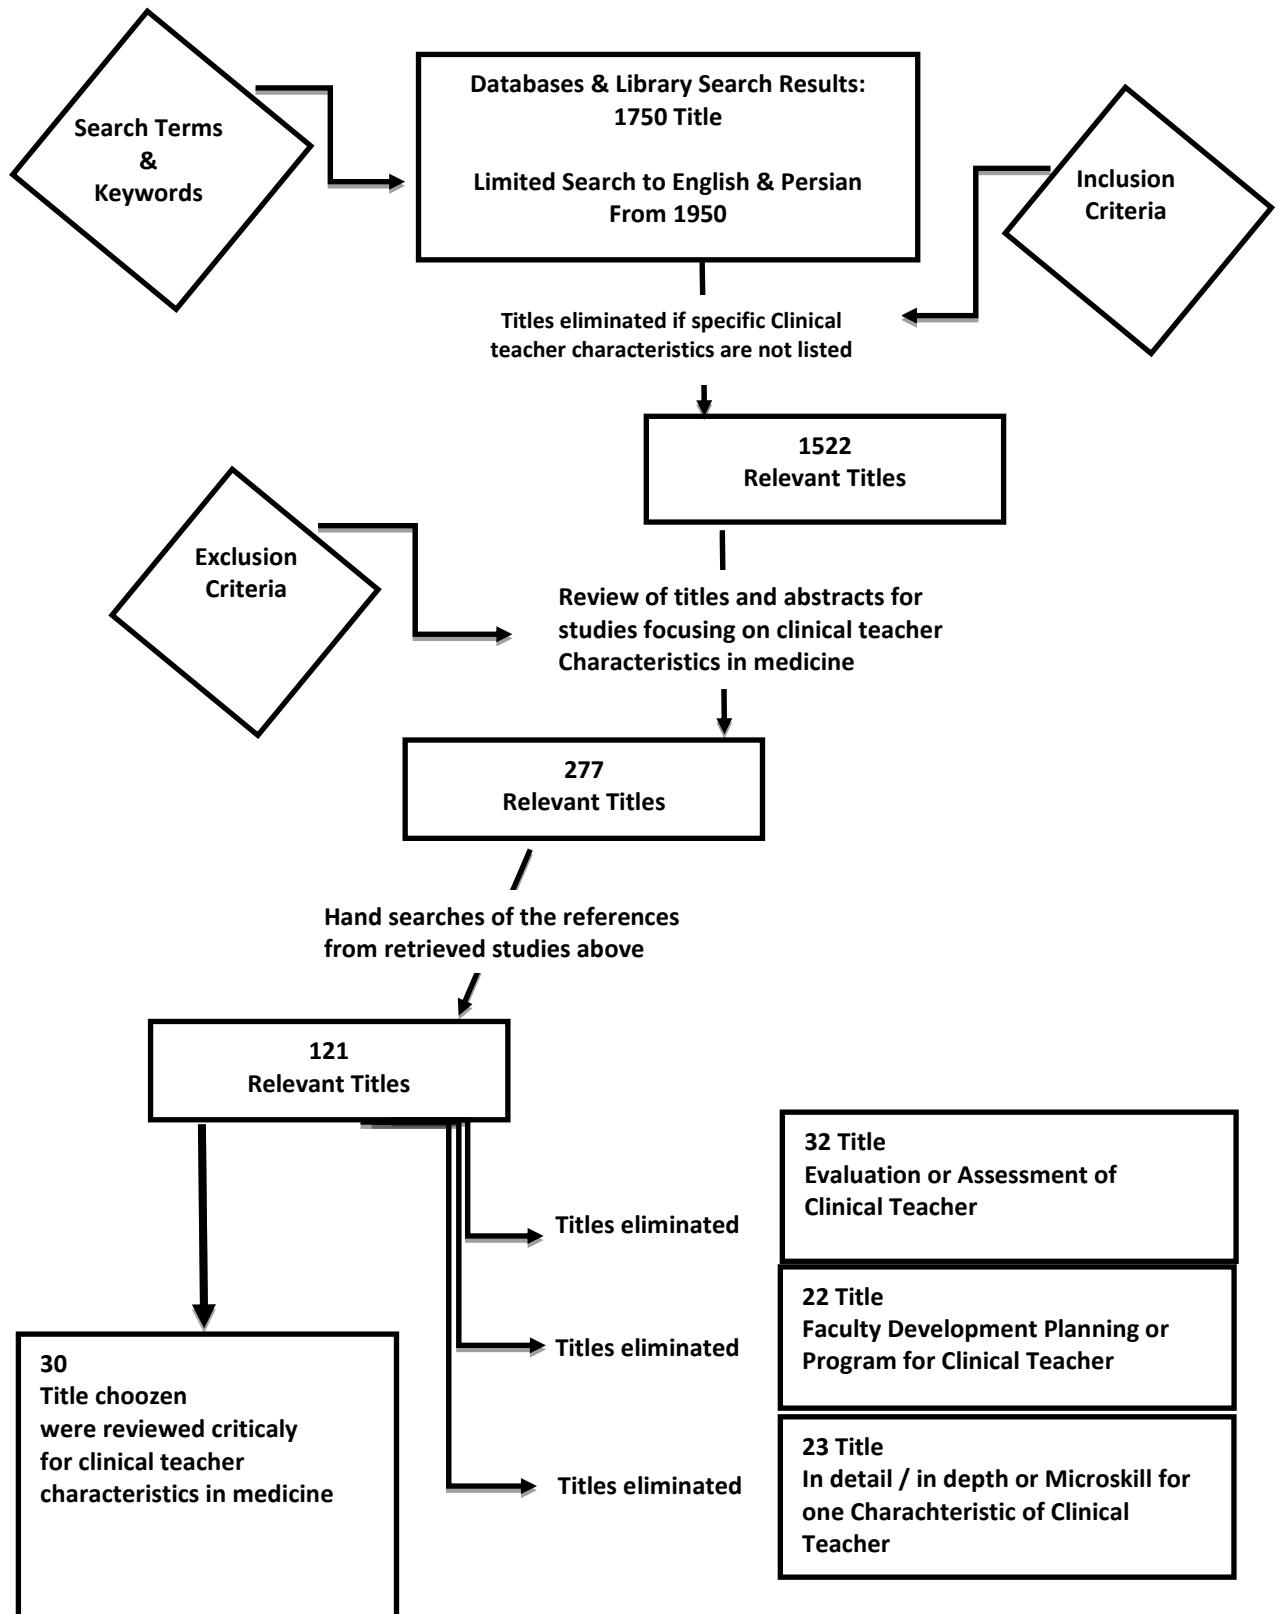 Search Terms
&
Keywords
Databases & Library Search Results:
1750 Title
Limited Search to English & Persian
From 1950
Inclusion
Criteria
Titles eliminated if specific Clinical
teacher characteristics are not listed
1522
Relevant Titles
Exclusion
Criteria
Review of titles and abstracts for
studies focusing on clinical teacher
Characteristics in medicine
277
Relevant Titles
Hand searches of the references
from retrieved studies above
121
Relevant Titles
Titles eliminated
32 Title
Evaluation or Assessment of
Clinical Teacher
Titles eliminated
22 Title
Faculty Development Planning or
Program for Clinical Teacher
Titles eliminated
23 Title
In detail / in depth or Microskill for
one Charachteristic of Clinical
Teacher
30
Title choozen
were reviewed criticaly
for clinical teacher
characteristics in medicine